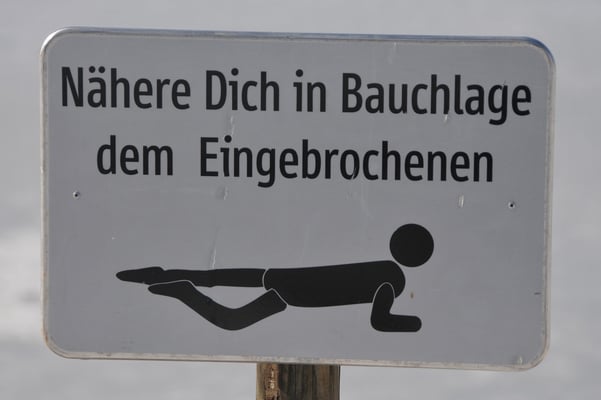 Nähere Dich in Bauchlage
dem Eingebrochenen